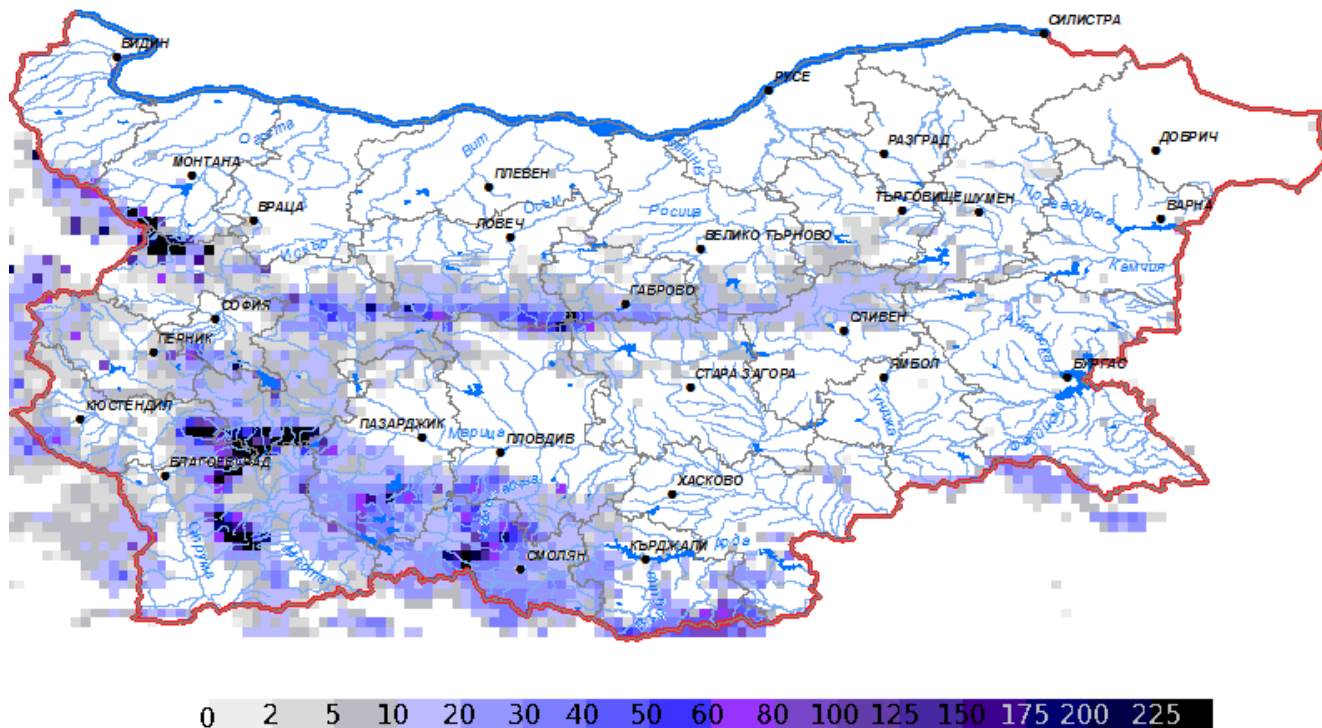 СИЛИСТРА
ВИДИН
РУСЕ
Огоста
Вит
РАЗГРАД
ДОБРИЧ
МОНТАНА
ПЛЕВЕН
ВРАЦА
Осъм
Росица
ТЪРГОВИЩЕ
ШУМЕН
Провадийска
ВАРНА
ЛОВЕЧ
ВЕЛИКО ТЪРНОВО
Искър
Камчия
СОФИЯ
ГАБРОВО
СЛИВЕН
ПЕРНИК
СТАРА ЗАГОРА
ЯМБОЛ
БУРГАС
КЮСТЕНДИЛ
ПАЗАРДЖИК
Марица
ПЛОВДИВ
Тунджа
БЛАГОЕВГРАД
ХАСКОВО
Струма
Места
СМОЛЯН
КЪРДЖАЛИ
0 2 5 10 20 30 40 50 60 80 100 125 150 175 200 225